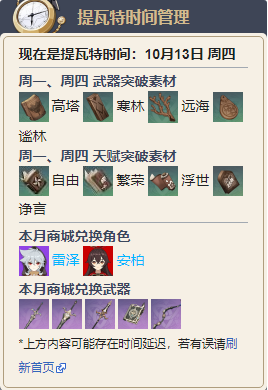 提瓦特时间管理
现在是提瓦特时间：10月13日 周四
周一、周四 武器突破素材
高塔 寒林 远海
谧林
周一、周四 天赋突破素材
自由 繁荣 浮世
诤言
本月商城兑换角色
雷泽 安柏
本月商城兑换武器
*上方内容可能存在时间延迟，若有误请刷
新首页